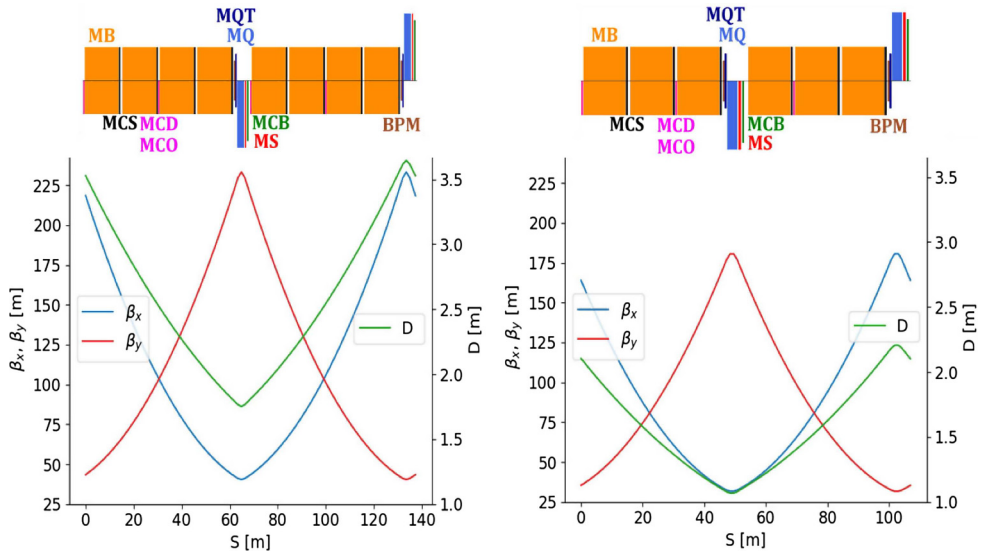 MQT
MB MQ
MCS MCD MCB BPM
MCO MS
MQT
MB MQ
MCS MCD MCB BPM
MCO MS
225
200
175
150
125
100
75
50
25
βx, βy [m]
βx
βy
D
3.5
3.0
2.5
2.0
1.5
1.0
D [m]
0 20 40 60 80 100 120 140
S [m]
225
200
175
150
125
100
75
50
25
βx, βy [m]
βx
βy
D
3.5
3.0
2.5
2.0
1.5
1.0
D [m]
0 20 40 60 80 100
S [m]